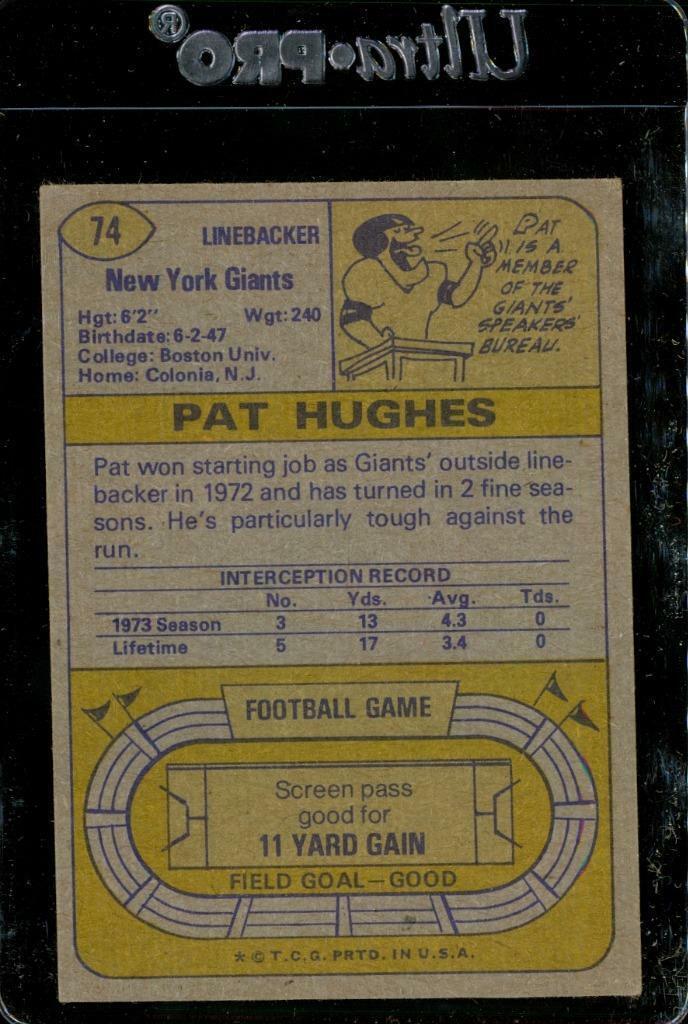 Ultra•PRO®
74
LINEBACKER
New York Giants
Hgt: 6'2" Wgt: 240
Birthdate: 6-2-47
College: Boston Univ.
Home: Colonia, N.J.
PAT
IS A
MEMBER
OF THE
GIANTS'
SPEAKERS'
BUREAU.
PAT HUGHES
Pat won starting job as Giants' outside line-
backer in 1972 and has turned in 2 fine sea-
sons. He's particularly tough against the
run.
INTERCEPTION RECORD
No. Yds. Avg. Tds.
1973 Season 3 13 4.3 0
Lifetime 5 17 3.4 0
FOOTBALL GAME
Screen pass
good for
11 YARD GAIN
FIELD GOAL—GOOD
* © T.C.G. PRTD. IN U.S.A.